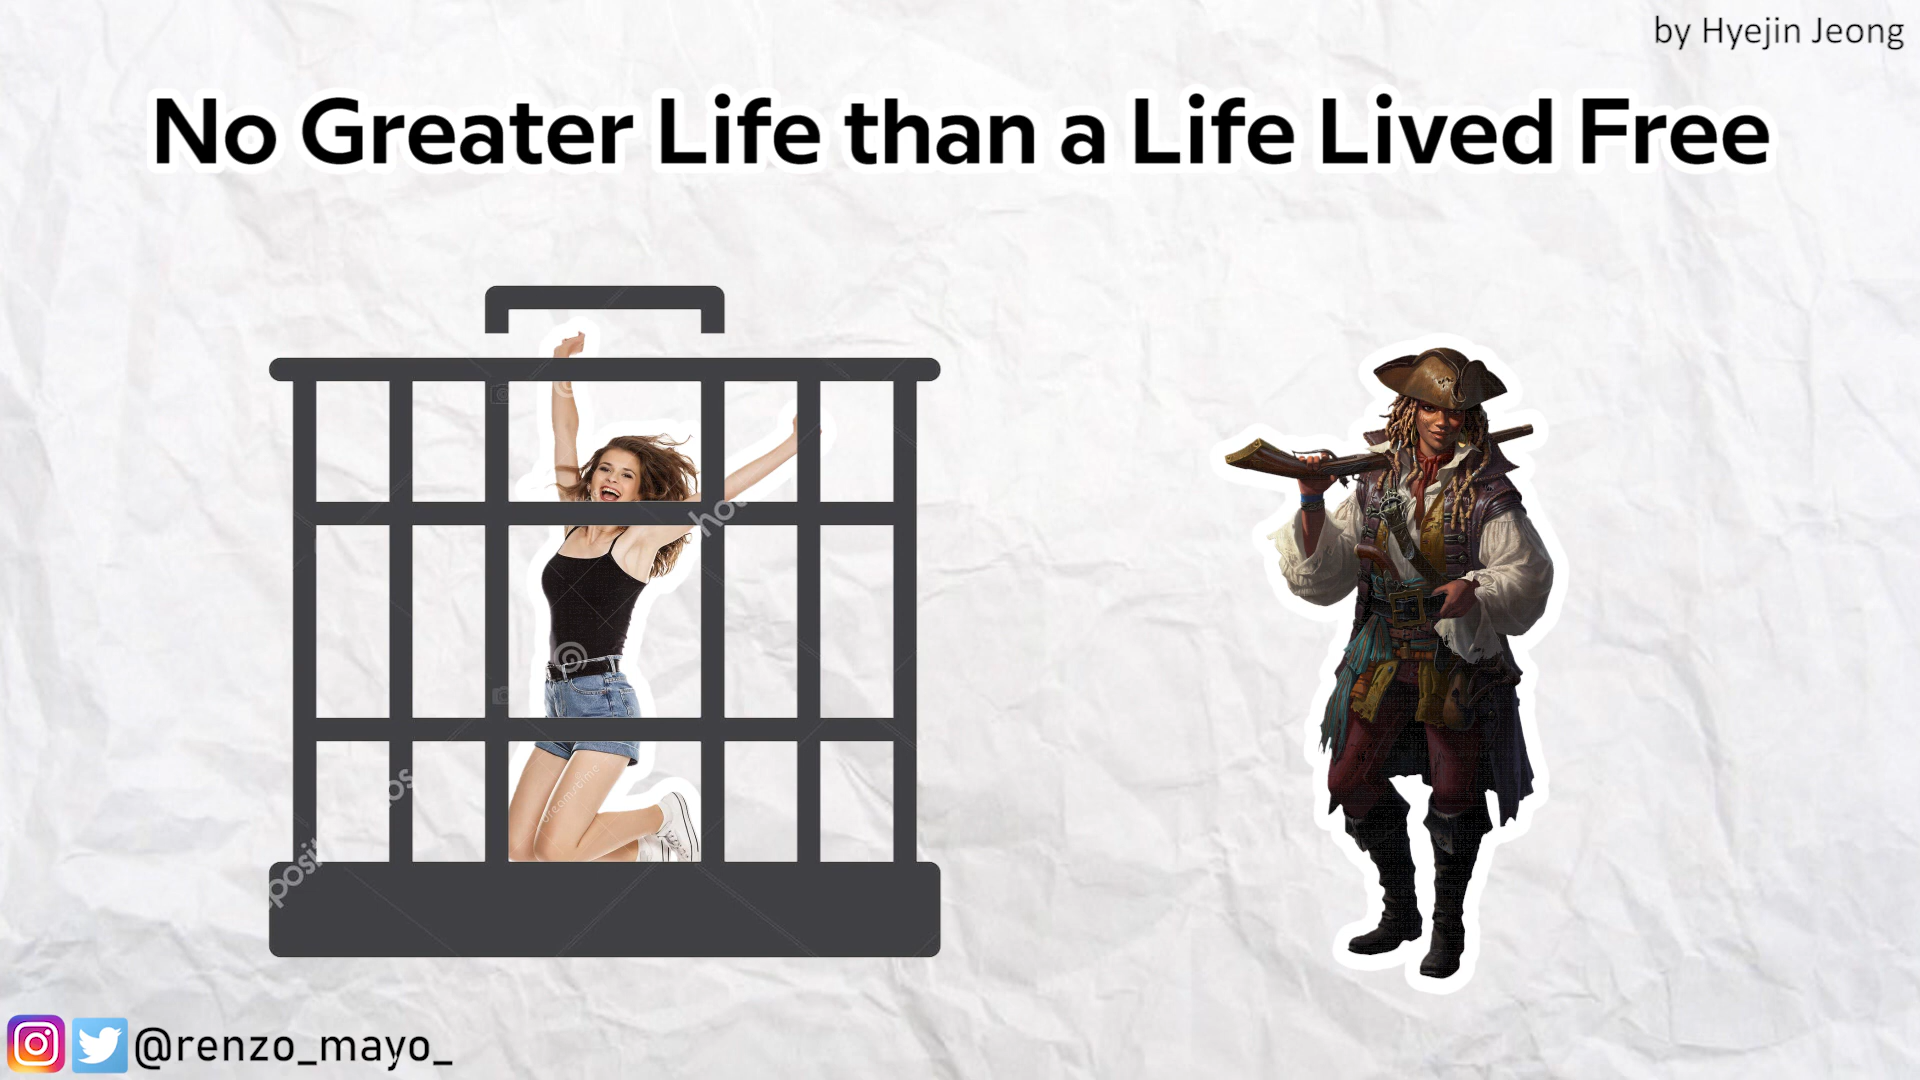 by Hyejin Jeong
No Greater Life than a Life Lived Free
@renzo_mayo_